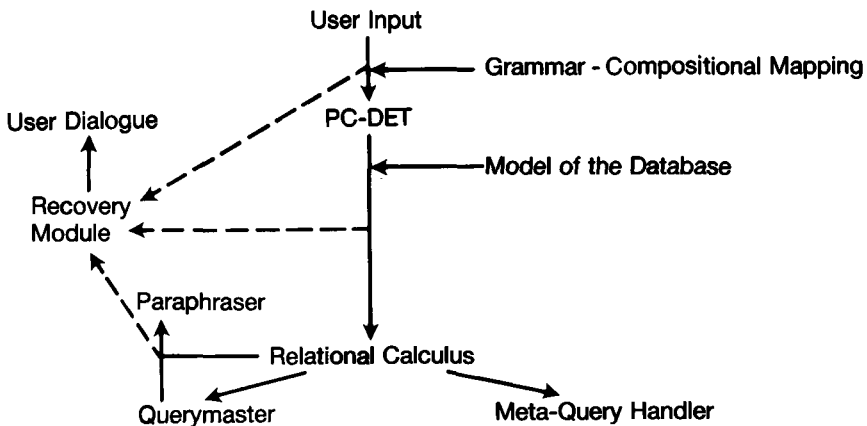 User Input
Grammar - Compositional Mapping
User Dialogue
PC-DET
Model of the Database
Recovery
Module
Paraphraser
Relational Calculus
Querymaster
Meta-Query Handler